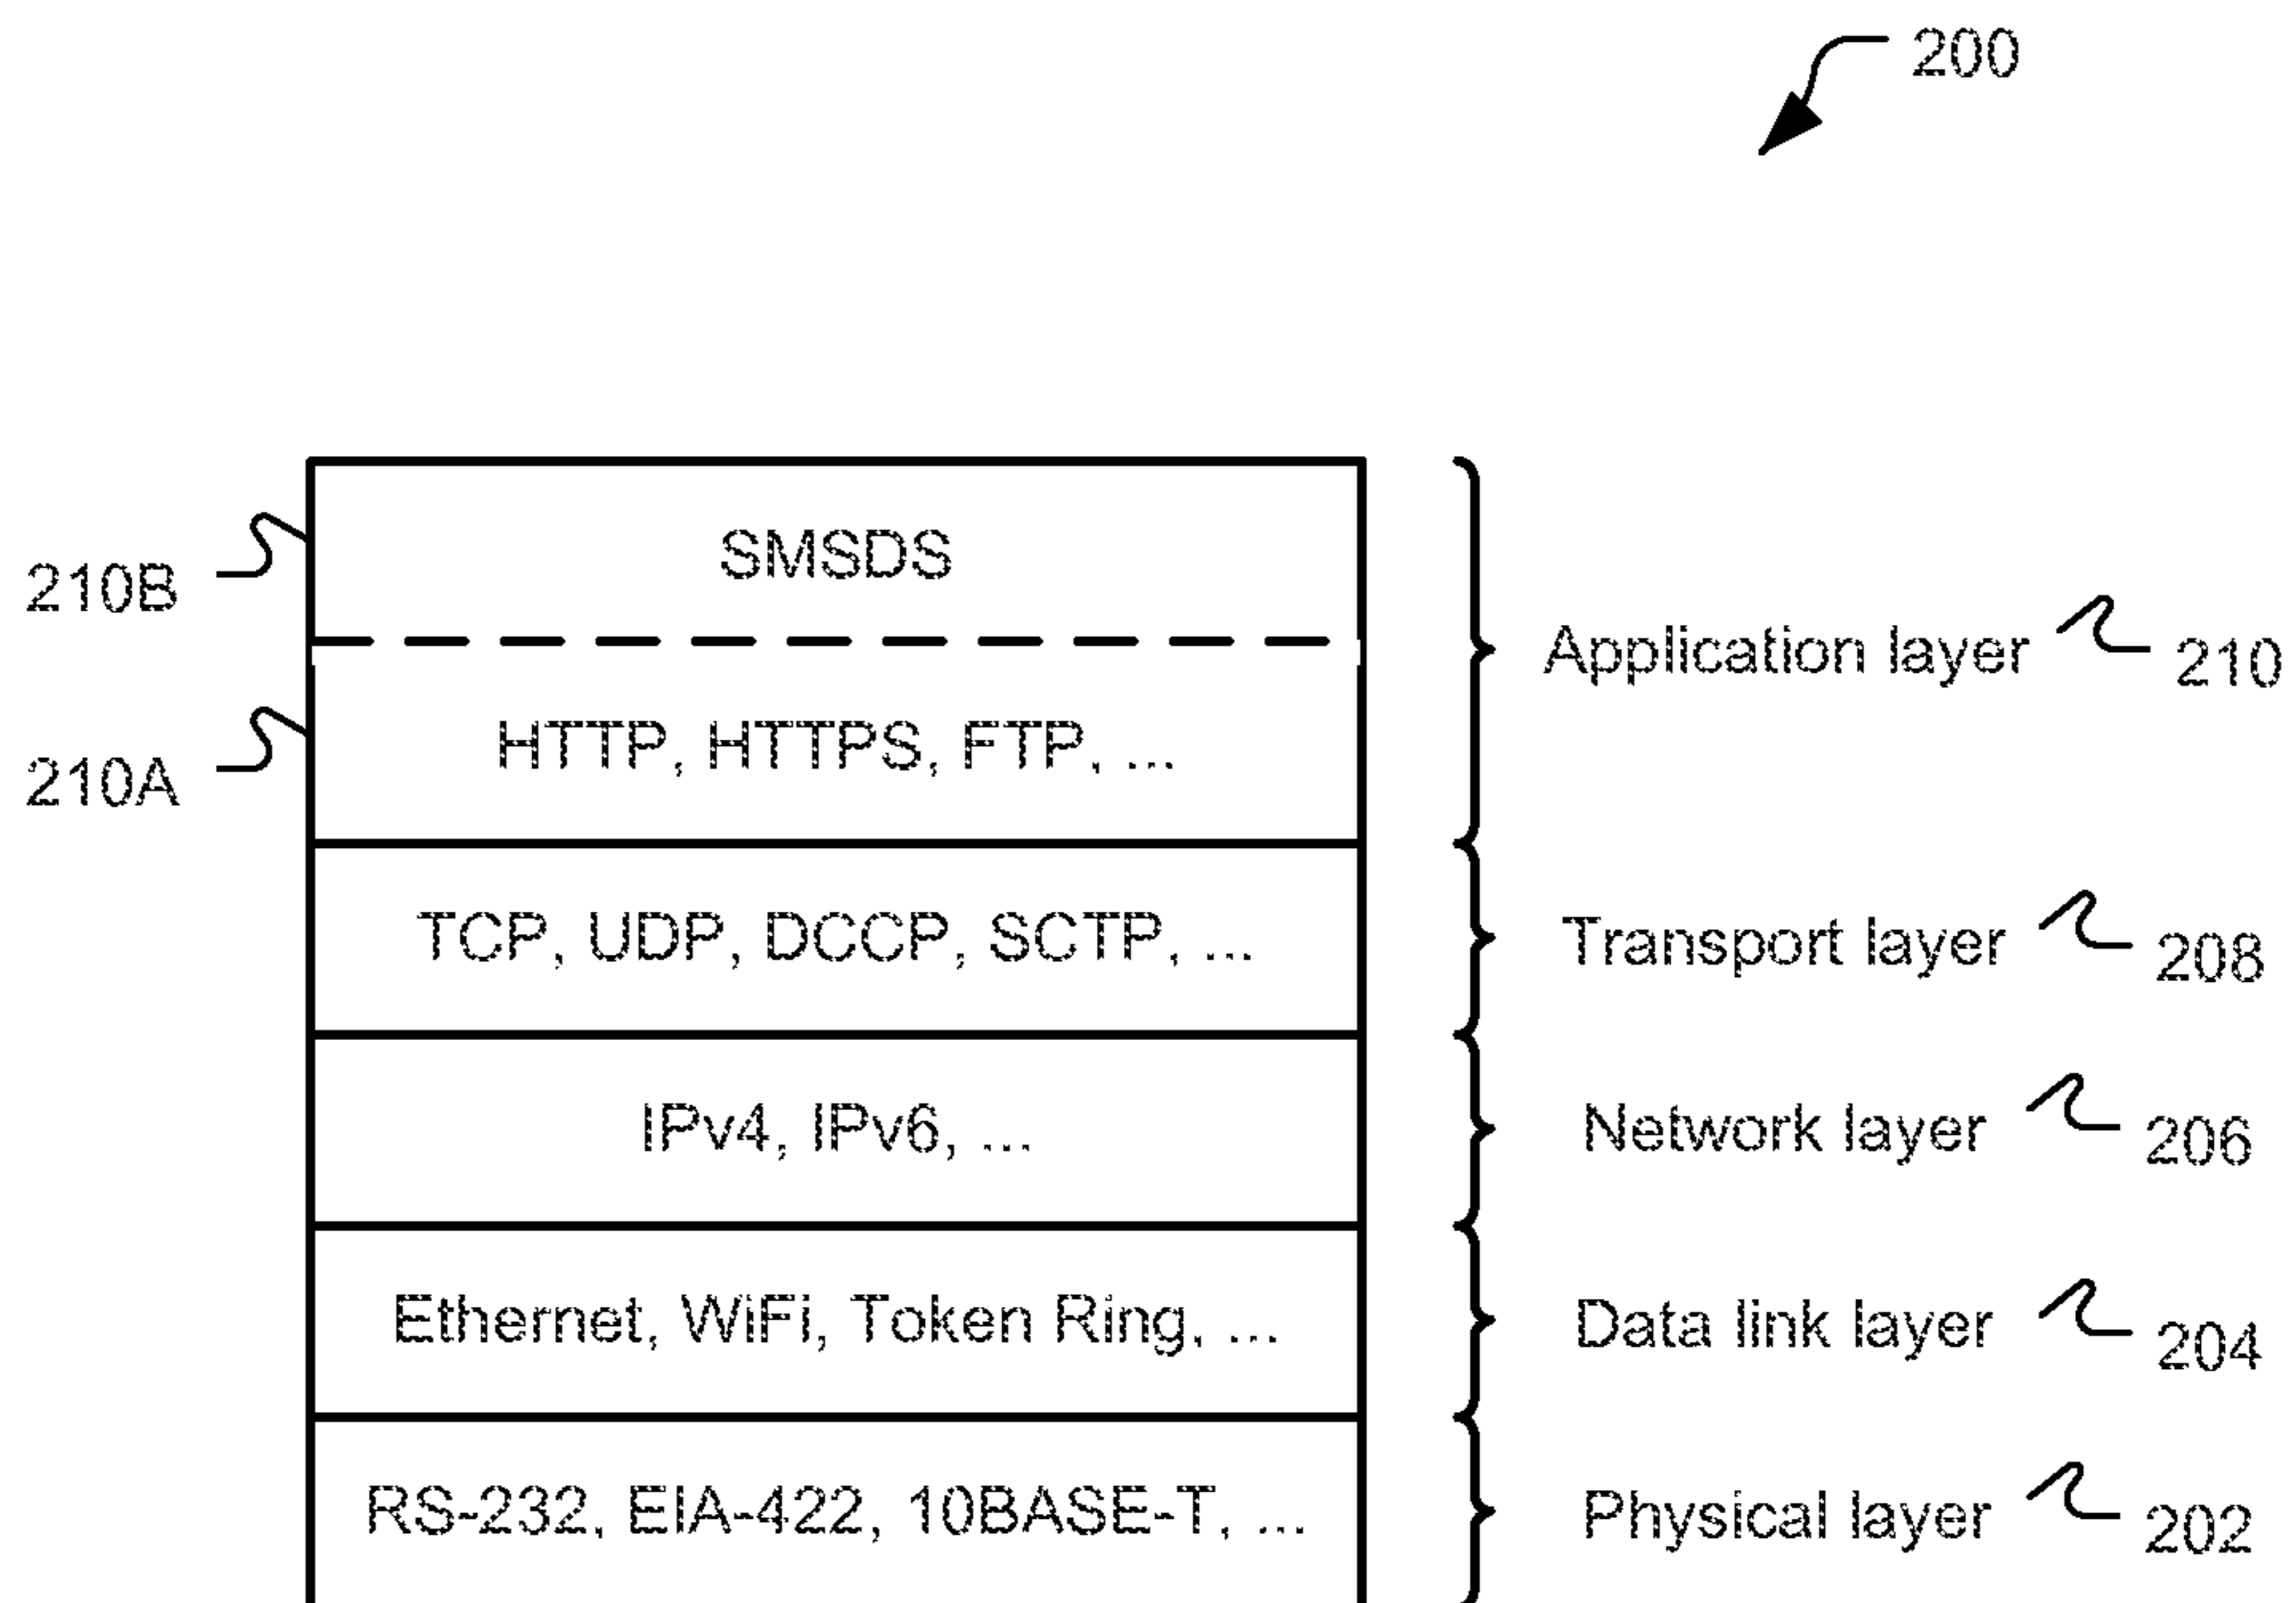 200
SMSDS
210B
Application layer 210
HTTP, HTTPS, FTP, ...
210A
TCP, UDP, DCCP, SCTP, ...
Transport layer 208
IPv4, IPv6, ...
Network layer 206
Ethernet, WiFi, Token Ring, ...
Data link layer 204
RS-232, EIA-422, 10BASE-T, ...
Physical layer 202